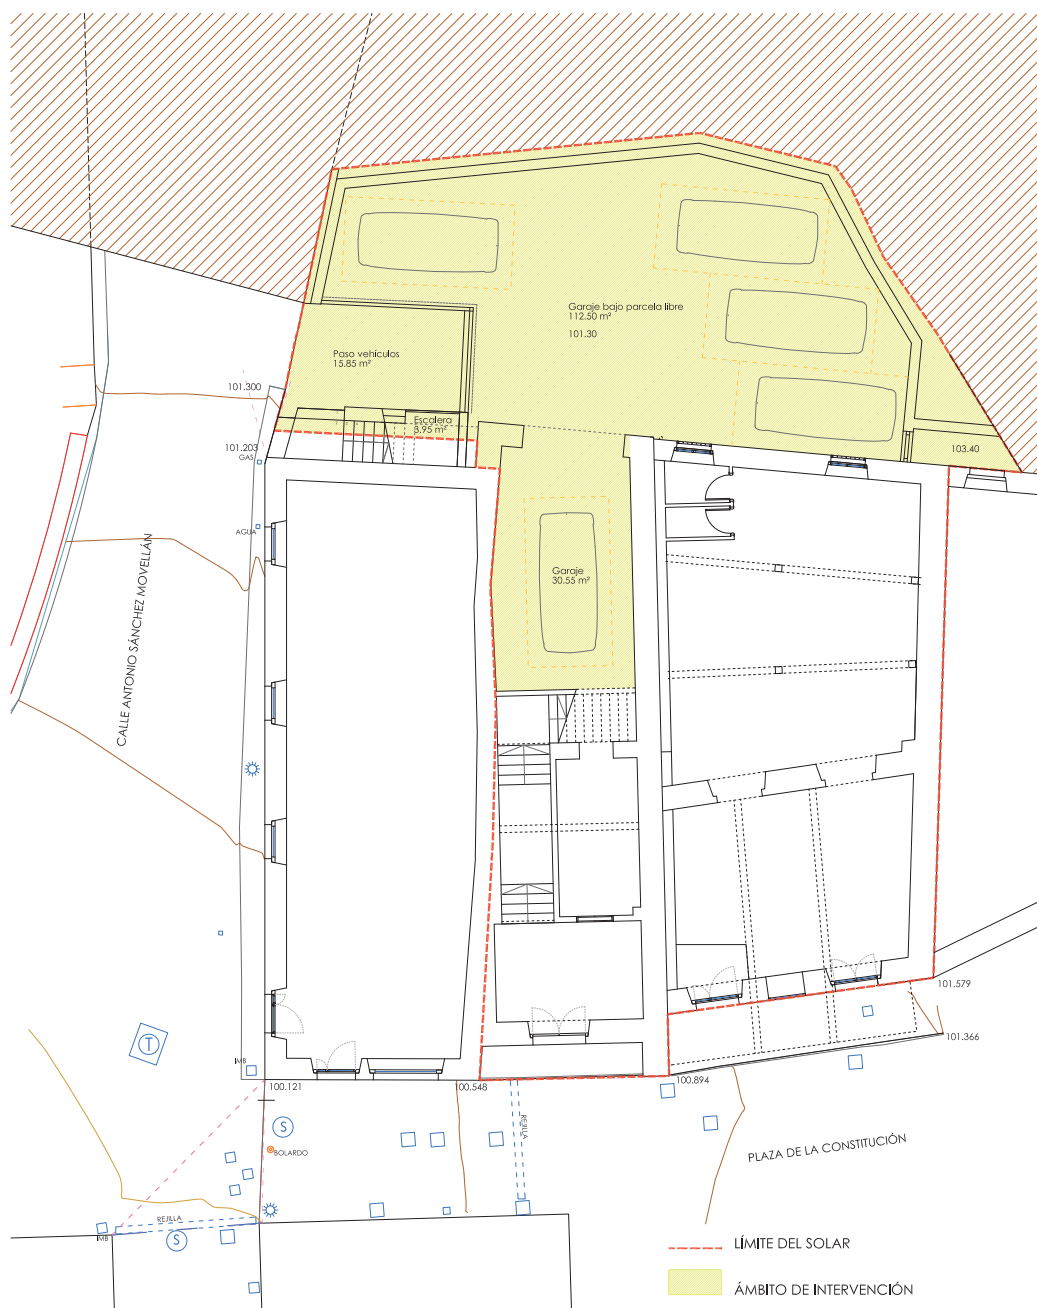 Garaje bajo parcela libre
112.50 m²
101.30
Paso vehículos
15.85 m²
101.300
Escalera
3.95 m²
101.203
GAS
103.40
AGUA
CALLE ANTONIO SÁNCHEZ MOVELLÁN
Garaje
30.55 m²
101.579
101.366
T
IMB
100.121
100.548
100.894
S
REJILLA
BOLARDO
PLAZA DE LA CONSTITUCIÓN
REJILLA
IMB
S
LÍMITE DEL SOLAR
ÁMBITO DE INTERVENCIÓN